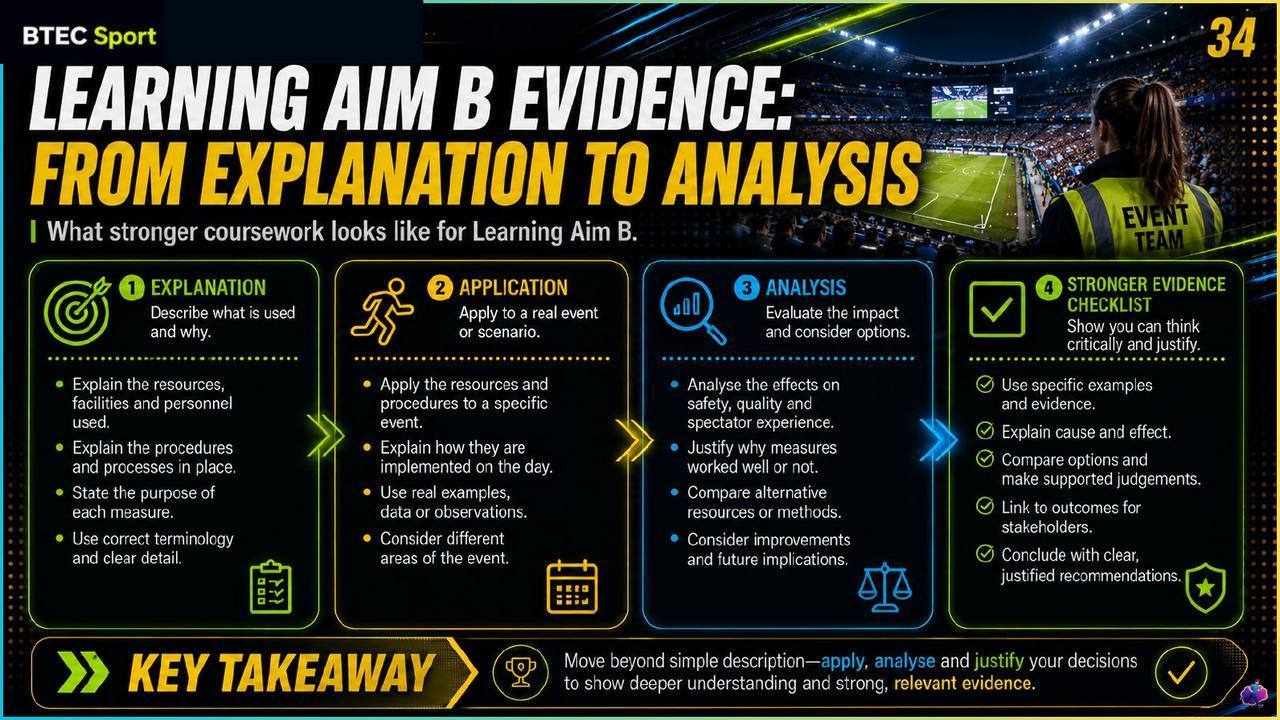 BTEC Sport
34
LEARNING AIM B EVIDENCE:
FROM EXPLANATION TO ANALYSIS
What stronger coursework looks like for Learning Aim B.
EVENT
TEAM
1 EXPLANATION
Describe what is used
and why.
Explain the resources,
facilities and personnel
used.
Explain the procedures
and processes in place.
State the purpose of
each measure.
Use correct terminology
and clear detail.
2 APPLICATION
Apply to a real event
or scenario.
Apply the resources and
procedures to a specific
event.
Explain how they are
implemented on the day.
Use real examples,
data or observations.
Consider different
areas of the event.
3 ANALYSIS
Evaluate the impact
and consider options.
Analyse the effects on
safety, quality and
spectator experience.
Justify why measures
worked well or not.
Compare alternative
resources or methods.
Consider improvements
and future implications.
4 STRONGER EVIDENCE
CHECKLIST
Show you can think
critically and justify.
Use specific examples
and evidence.
Explain cause and effect.
Compare options and
make supported judgements.
Link to outcomes for
stakeholders.
Conclude with clear,
justified recommendations.
KEY TAKEAWAY
Move beyond simple description—apply, analyse and justify your decisions
to show deeper understanding and strong, relevant evidence.